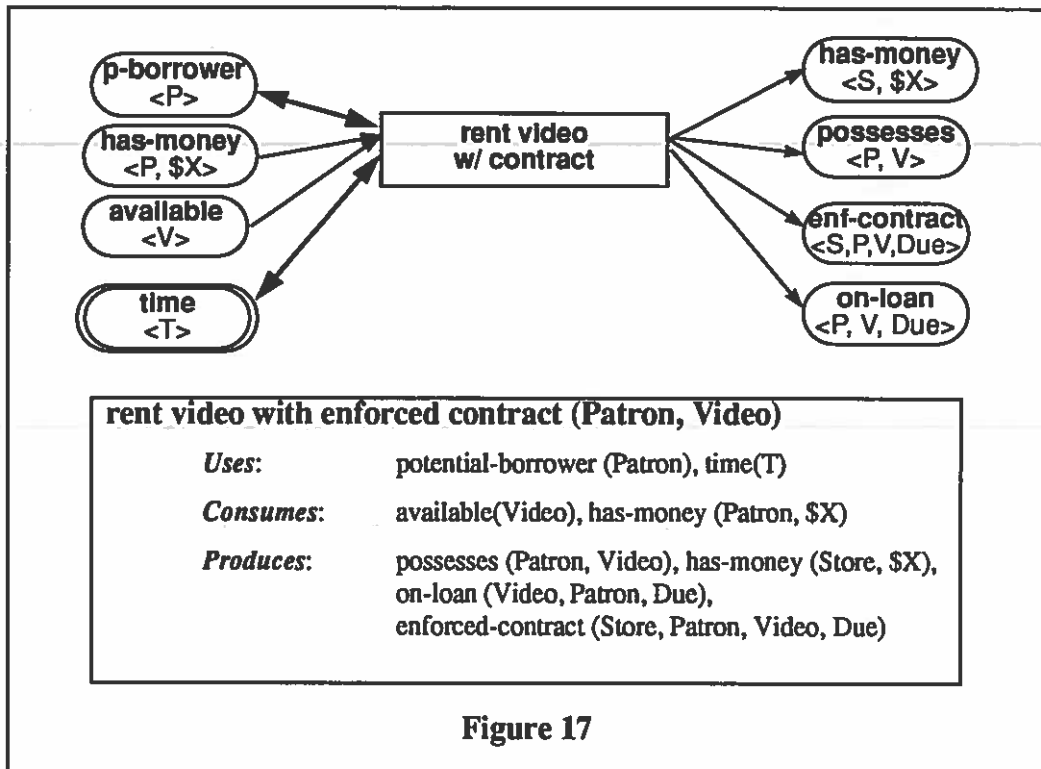 p-borrower
<P>
has-money
<P, $X>
available
<V>
time
<T>
rent video
w/ contract
has-money
<S, $X>
possesses
<P, V>
enf-contract
<S,P,V,Due>
on-loan
<P, V, Due>
rent video with enforced contract (Patron, Video)
Uses: potential-borrower (Patron), time(T)
Consumes: available(Video), has-money (Patron, $X)
Produces: possesses (Patron, Video), has-money (Store, $X),
on-loan (Video, Patron, Due),
enforced-contract (Store, Patron, Video, Due)
Figure 17